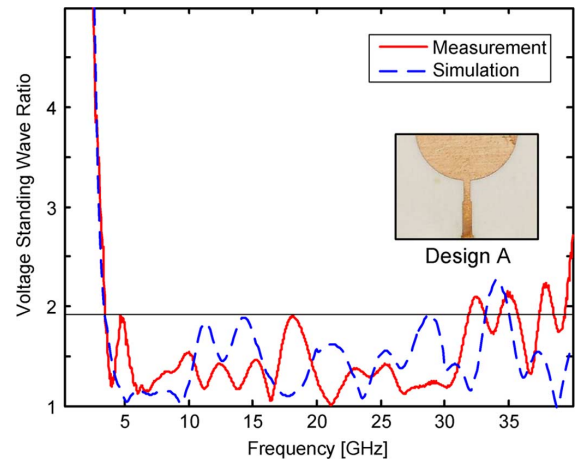 Voltage Standing Wave Ratio
4
3
2
1
Measurement
Simulation
Design A
5
10
15
20
25
30
35
Frequency [GHz]